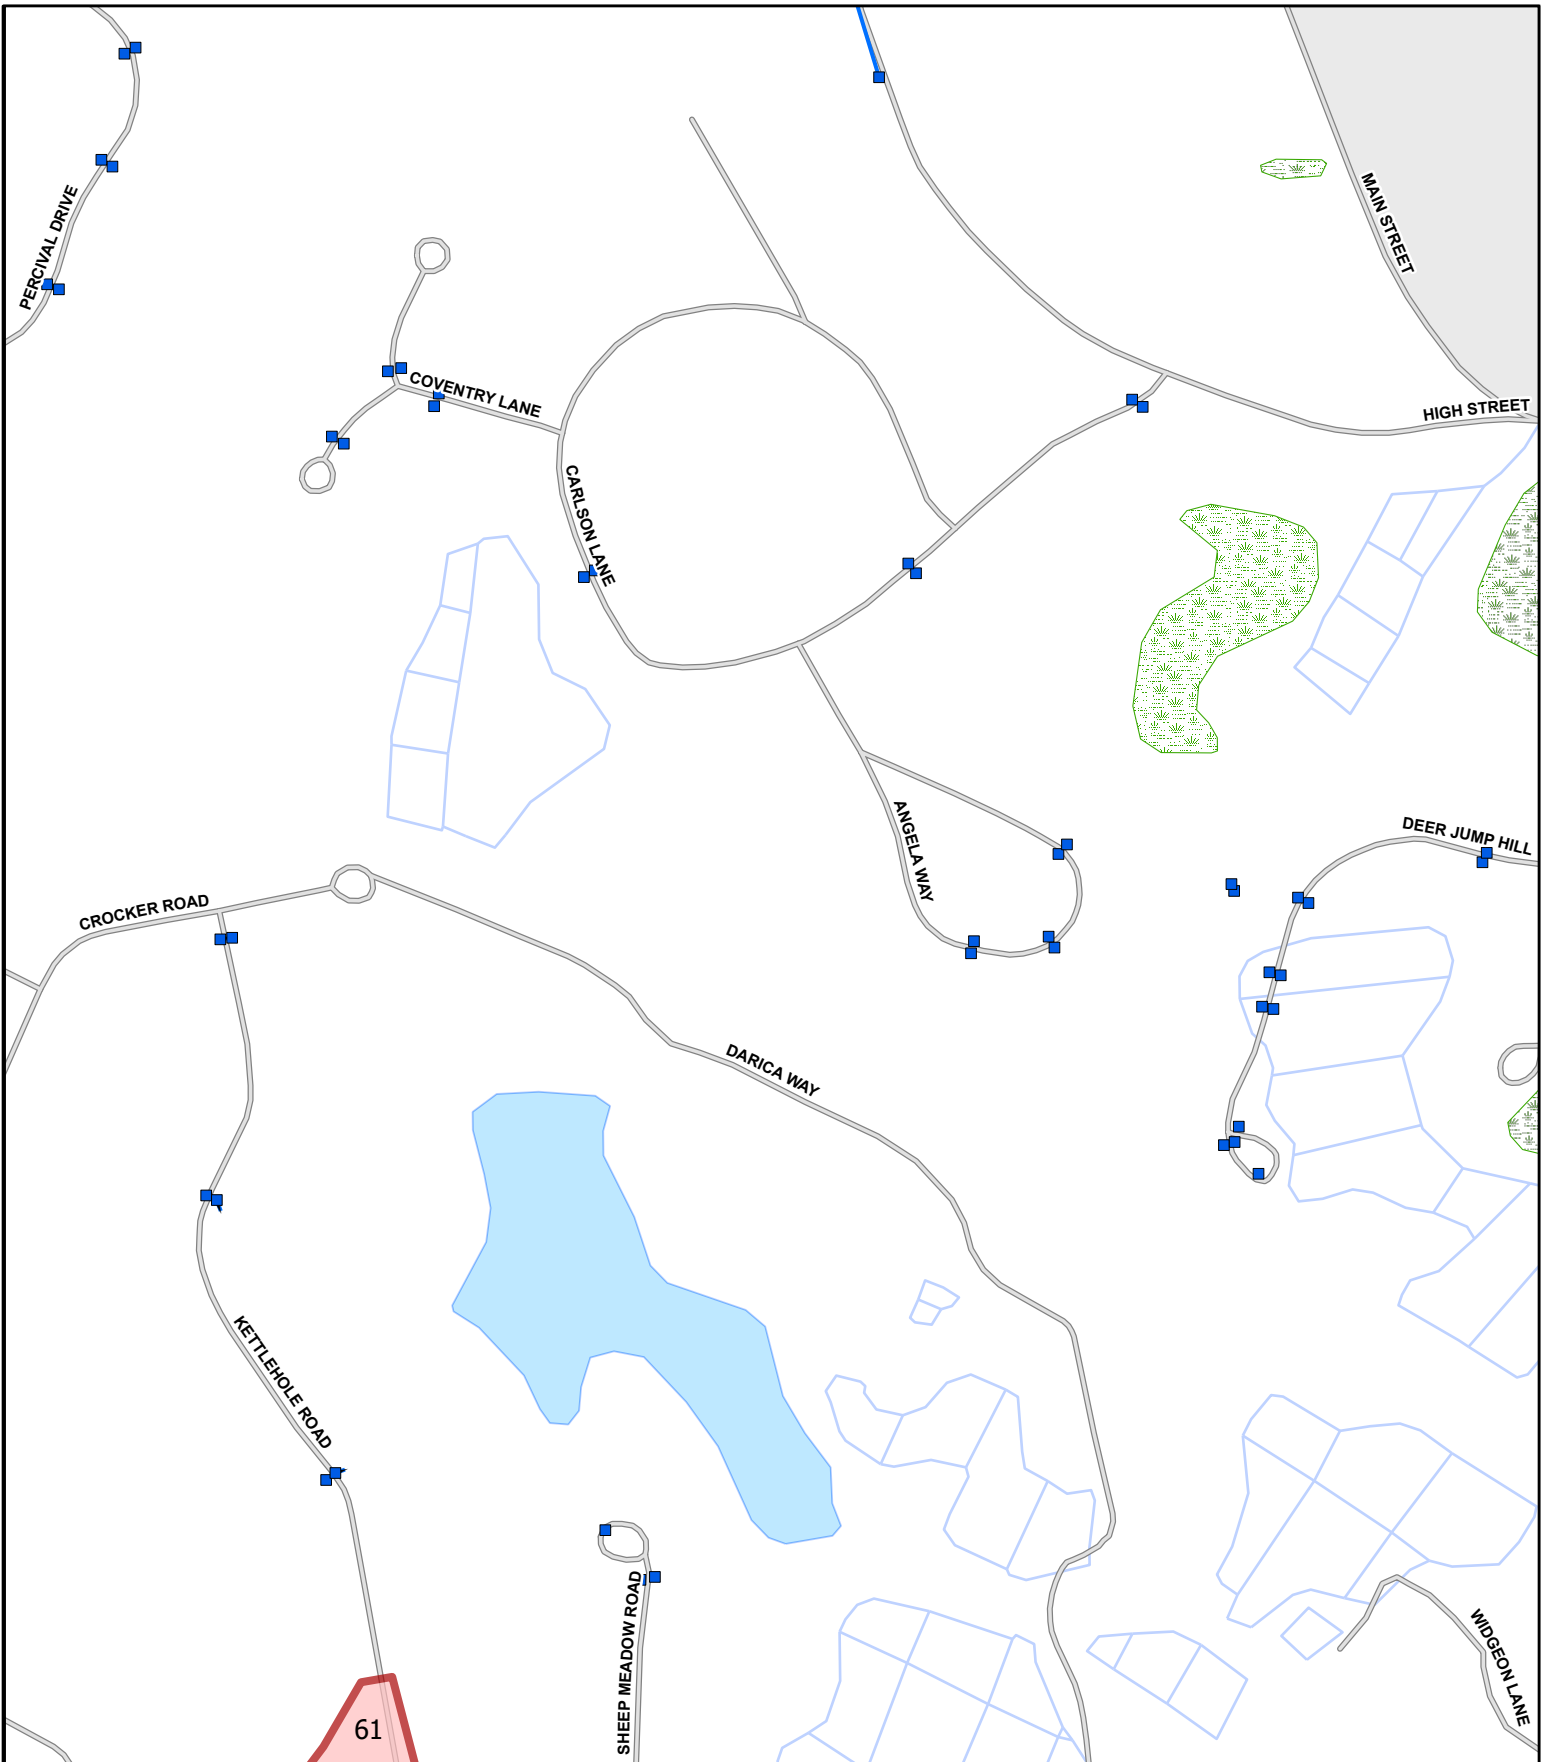 PERCIVAL DRIVE
MAIN STREET
COVENTRY LANE
HIGH STREET
CARLSON LANE
ANGELA WAY
DEER JUMP HILL
CROCKER ROAD
DARICA WAY
KETTLEHOLE ROAD
SHEEP MEADOW ROAD
WIDGEON LANE
61